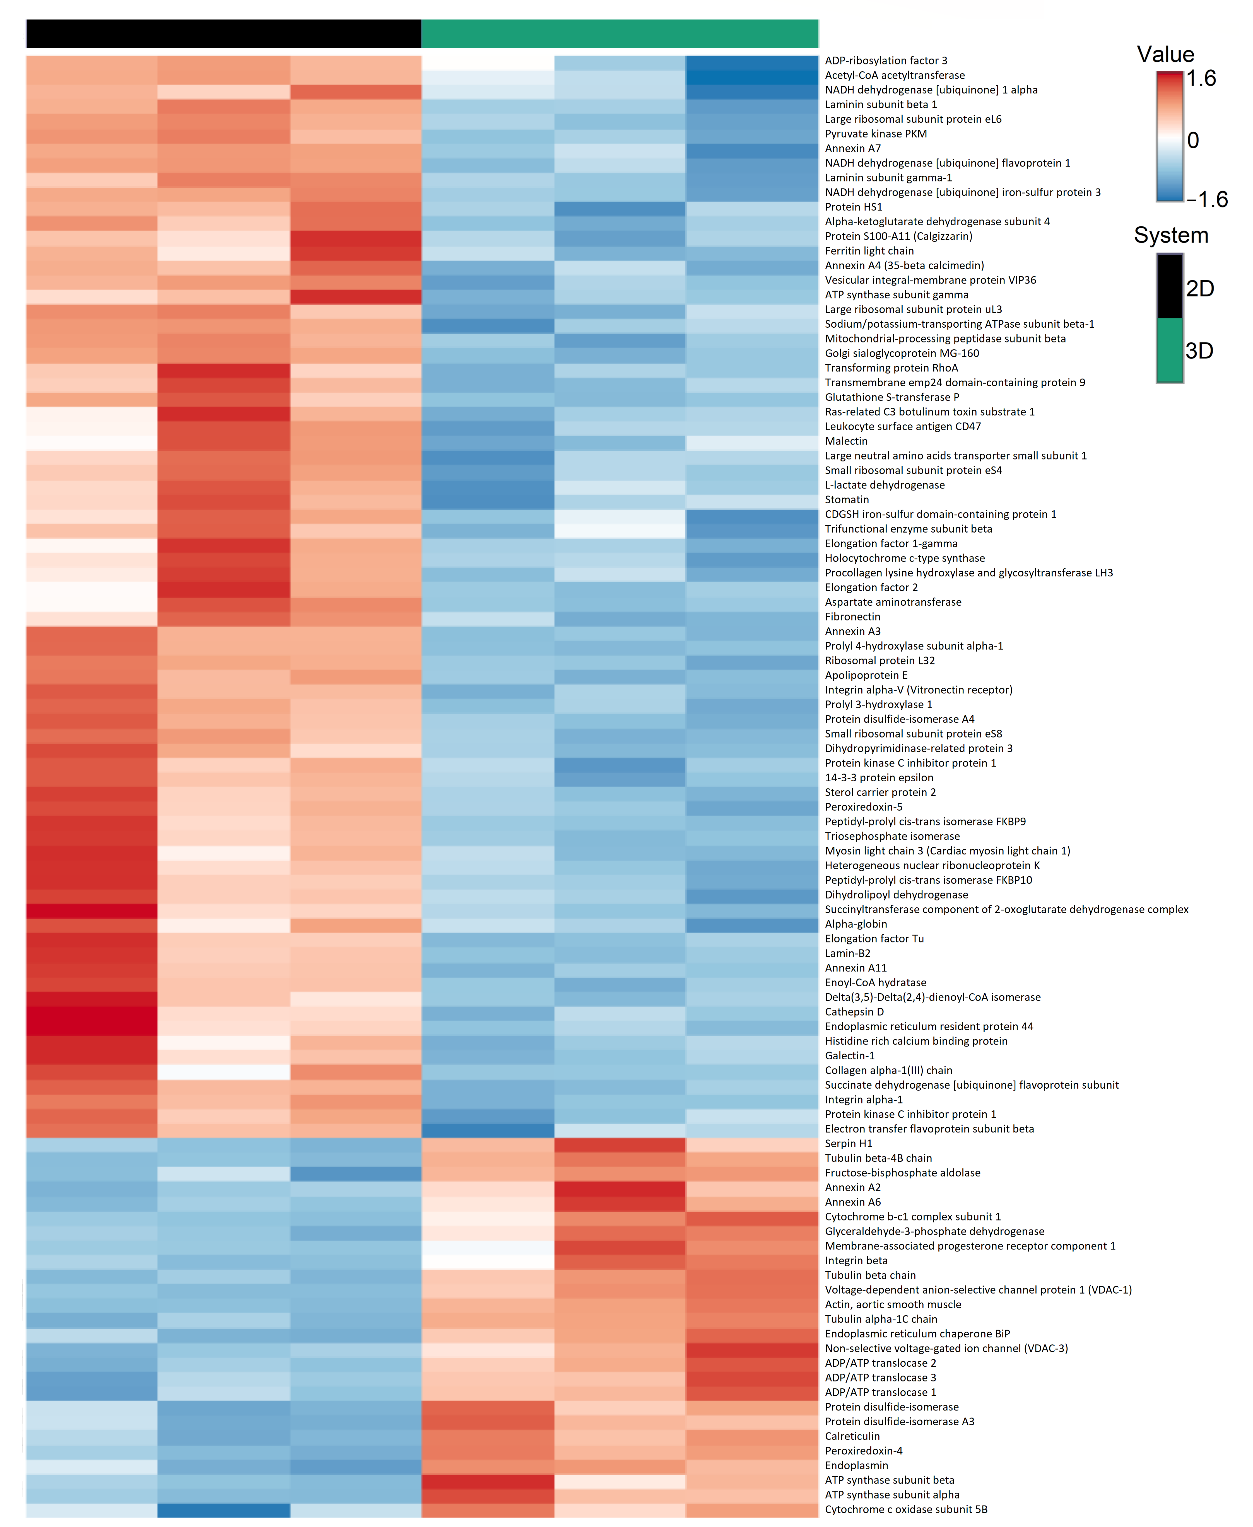 ADP-ribosylation factor 3
Acetyl-CoA acetyltransferase
NADH dehydrogenase [ubiquinone] 1 alpha
Laminin subunit beta 1
Large ribosomal subunit protein eL6
Pyruvate kinase PKM
Annexin A7
NADH dehydrogenase [ubiquinone] flavoprotein 1
Laminin subunit gamma-1
NADH dehydrogenase [ubiquinone] iron-sulfur protein 3
Protein HS1
Alpha-ketoglutarate dehydrogenase subunit 4
Protein S100-A11 (Calgizzarin)
Ferritin light chain
Annexin A4 (35-beta calcimedin)
Vesicular integral-membrane protein VIP36
ATP synthase subunit gamma
Large ribosomal subunit protein uL3
Sodium/potassium-transporting ATPase subunit beta-1
Mitochondrial-processing peptidase subunit beta
Golgi sialoglycoprotein MG-160
Transforming protein RhoA
Transmembrane emp24 domain-containing protein 9
Glutathione S-transferase P
Ras-related C3 botulinum toxin substrate 1
Leukocyte surface antigen CD47
Malectin
Large neutral amino acids transporter small subunit 1
Small ribosomal subunit protein eS4
L-lactate dehydrogenase
Stomatin
CDGSH iron-sulfur domain-containing protein 1
Trifunctional enzyme subunit beta
Elongation factor 1-gamma
Holocytochrome c-type synthase
Procollagen lysine hydroxylase and glycosyltransferase LH3
Elongation factor 2
Aspartate aminotransferase
Fibronectin
Annexin A3
Prolyl 4-hydroxylase subunit alpha-1
Ribosomal protein L32
Apolipoprotein E
Integrin alpha-V (Vitronectin receptor)
Prolyl 3-hydroxylase 1
Protein disulfide-isomerase A4
Small ribosomal subunit protein eS8
Dihydropyrimidinase-related protein 3
Protein kinase C inhibitor protein 1
14-3-3 protein epsilon
Sterol carrier protein 2
Peroxiredoxin-5
Peptidyl-prolyl cis-trans isomerase FKBP9
Triosephosphate isomerase
Myosin light chain 3 (Cardiac myosin light chain 1)
Heterogeneous nuclear ribonucleoprotein K
Peptidyl-prolyl cis-trans isomerase FKBP10
Dihydrolipoyl dehydrogenase
Succinyltransferase component of 2-oxoglutarate dehydrogenase complex
Alpha-globin
Elongation factor Tu
Lamin-B2
Annexin A11
Enoyl-CoA hydratase
Delta(3,5)-Delta(2,4)-dienoyl-CoA isomerase
Cathepsin D
Endoplasmic reticulum resident protein 44
Histidine rich calcium binding protein
Galectin-1
Collagen alpha-1(III) chain
Succinate dehydrogenase [ubiquinone] flavoprotein subunit
Integrin alpha-1
Protein kinase C inhibitor protein 1
Electron transfer flavoprotein subunit beta
Serpin H1
Tubulin beta-4B chain
Fructose-bisphosphate aldolase
Annexin A2
Annexin A6
Cytochrome b-c1 complex subunit 1
Glyceraldehyde-3-phosphate dehydrogenase
Membrane-associated progesterone receptor component 1
Integrin beta
Tubulin beta chain
Voltage-dependent anion-selective channel protein 1 (VDAC-1)
Actin, aortic smooth muscle
Tubulin alpha-1C chain
Endoplasmic reticulum chaperone BiP
Non-selective voltage-gated ion channel (VDAC-3)
ADP/ATP translocase 2
ADP/ATP translocase 3
ADP/ATP translocase 1
Protein disulfide-isomerase
Protein disulfide-isomerase A3
Calreticulin
Peroxiredoxin-4
Endoplasmin
ATP synthase subunit beta
ATP synthase subunit alpha
Cytochrome c oxidase subunit 5B
Value
1.6
0
−1.6
System
2D
3D